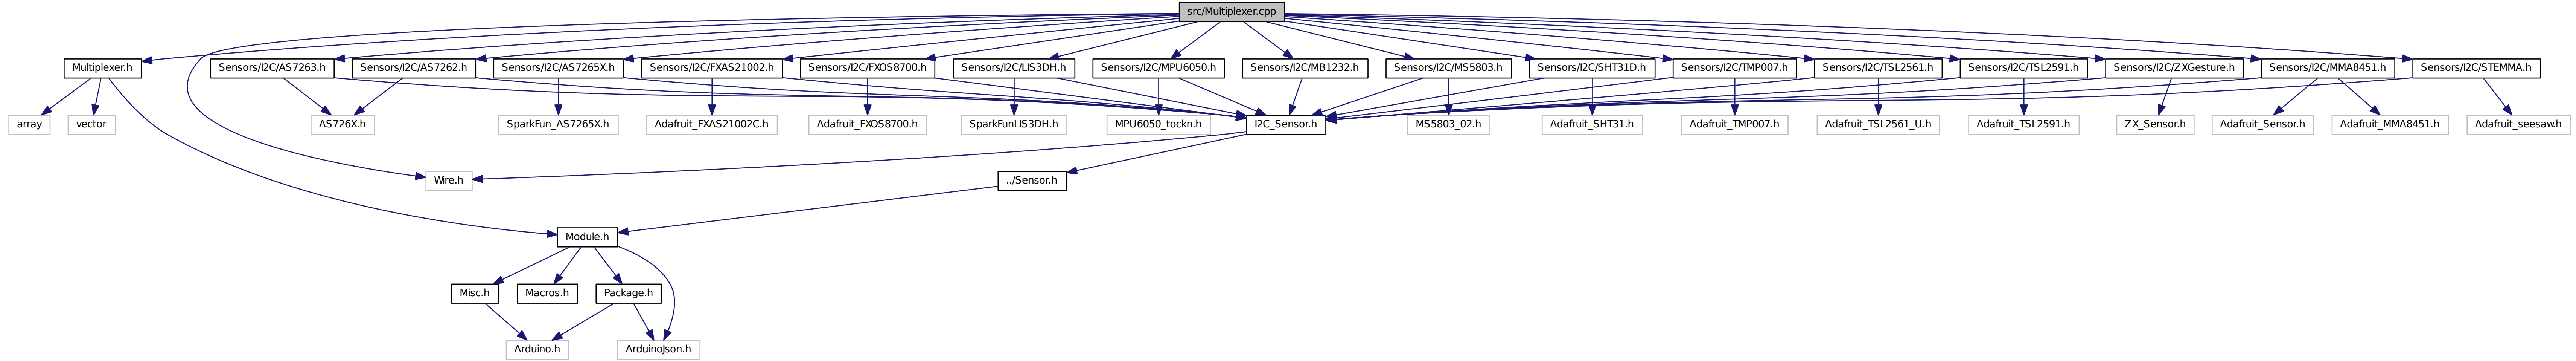 src/Multiplexer.cpp
Multiplexer.h
Sensors/I2C/AS7263.h
Sensors/I2C/AS7262.h
Sensors/I2C/AS7265X.h
Sensors/I2C/FXAS21002.h
Sensors/I2C/FXOS8700.h
Sensors/I2C/LIS3DH.h
Sensors/I2C/MPU6050.h
Sensors/I2C/MB1232.h
Sensors/I2C/MS5803.h
Sensors/I2C/SHT31D.h
Sensors/I2C/TMP007.h
Sensors/I2C/TSL2561.h
Sensors/I2C/TSL2591.h
Sensors/I2C/ZXGesture.h
Sensors/I2C/MMA8451.h
Sensors/I2C/STEMMA.h
array
vector
AS726X.h
SparkFun_AS7265X.h
Adafruit_FXAS21002C.h
Adafruit_FXOS8700.h
SparkFunLIS3DH.h
MPU6050_tockn.h
I2C_Sensor.h
MS5803_02.h
Adafruit_SHT31.h
Adafruit_TMP007.h
Adafruit_TSL2561_U.h
Adafruit_TSL2591.h
ZX_Sensor.h
Adafruit_Sensor.h
Adafruit_MMA8451.h
Adafruit_seesaw.h
Wire.h
../Sensor.h
Module.h
Misc.h
Macros.h
Package.h
Arduino.h
ArduinoJson.h